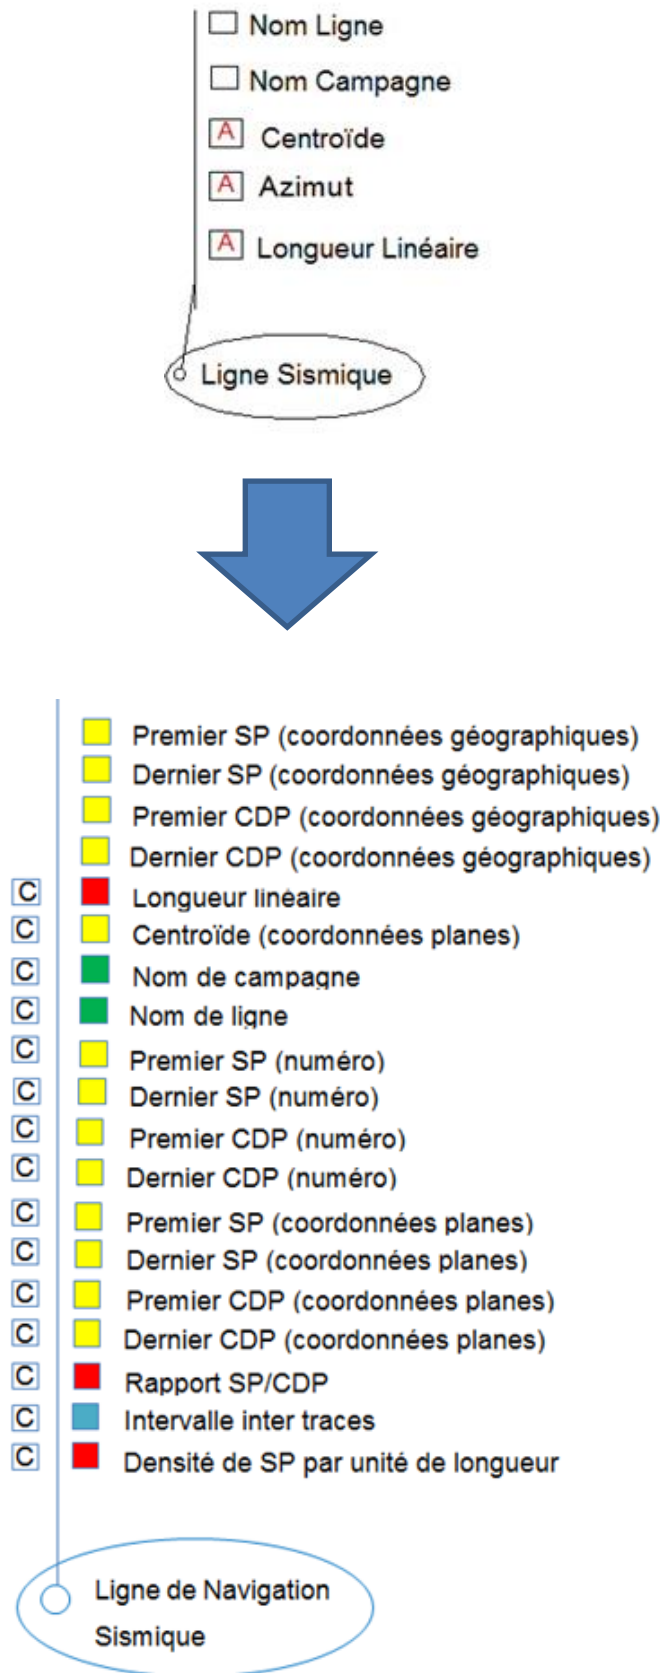 Nom Ligne
Nom Campagne
A Centroïde
A Azimut
A Longueur Linéaire
Ligne Sismique
Premier SP (coordonnées géographiques)
Dernier SP (coordonnées géographiques)
Premier CDP (coordonnées géographiques)
Dernier CDP (coordonnées géographiques)
C Longueur linéaire
C Centroïde (coordonnées planes)
C Nom de campagne
C Nom de ligne
C Premier SP (numéro)
C Dernier SP (numéro)
C Premier CDP (numéro)
C Dernier CDP (numéro)
C Premier SP (coordonnées planes)
C Dernier SP (coordonnées planes)
C Premier CDP (coordonnées planes)
C Dernier CDP (coordonnées planes)
C Rapport SP/CDP
C Intervalle inter traces
C Densité de SP par unité de longueur
Ligne de Navigation
Sismique